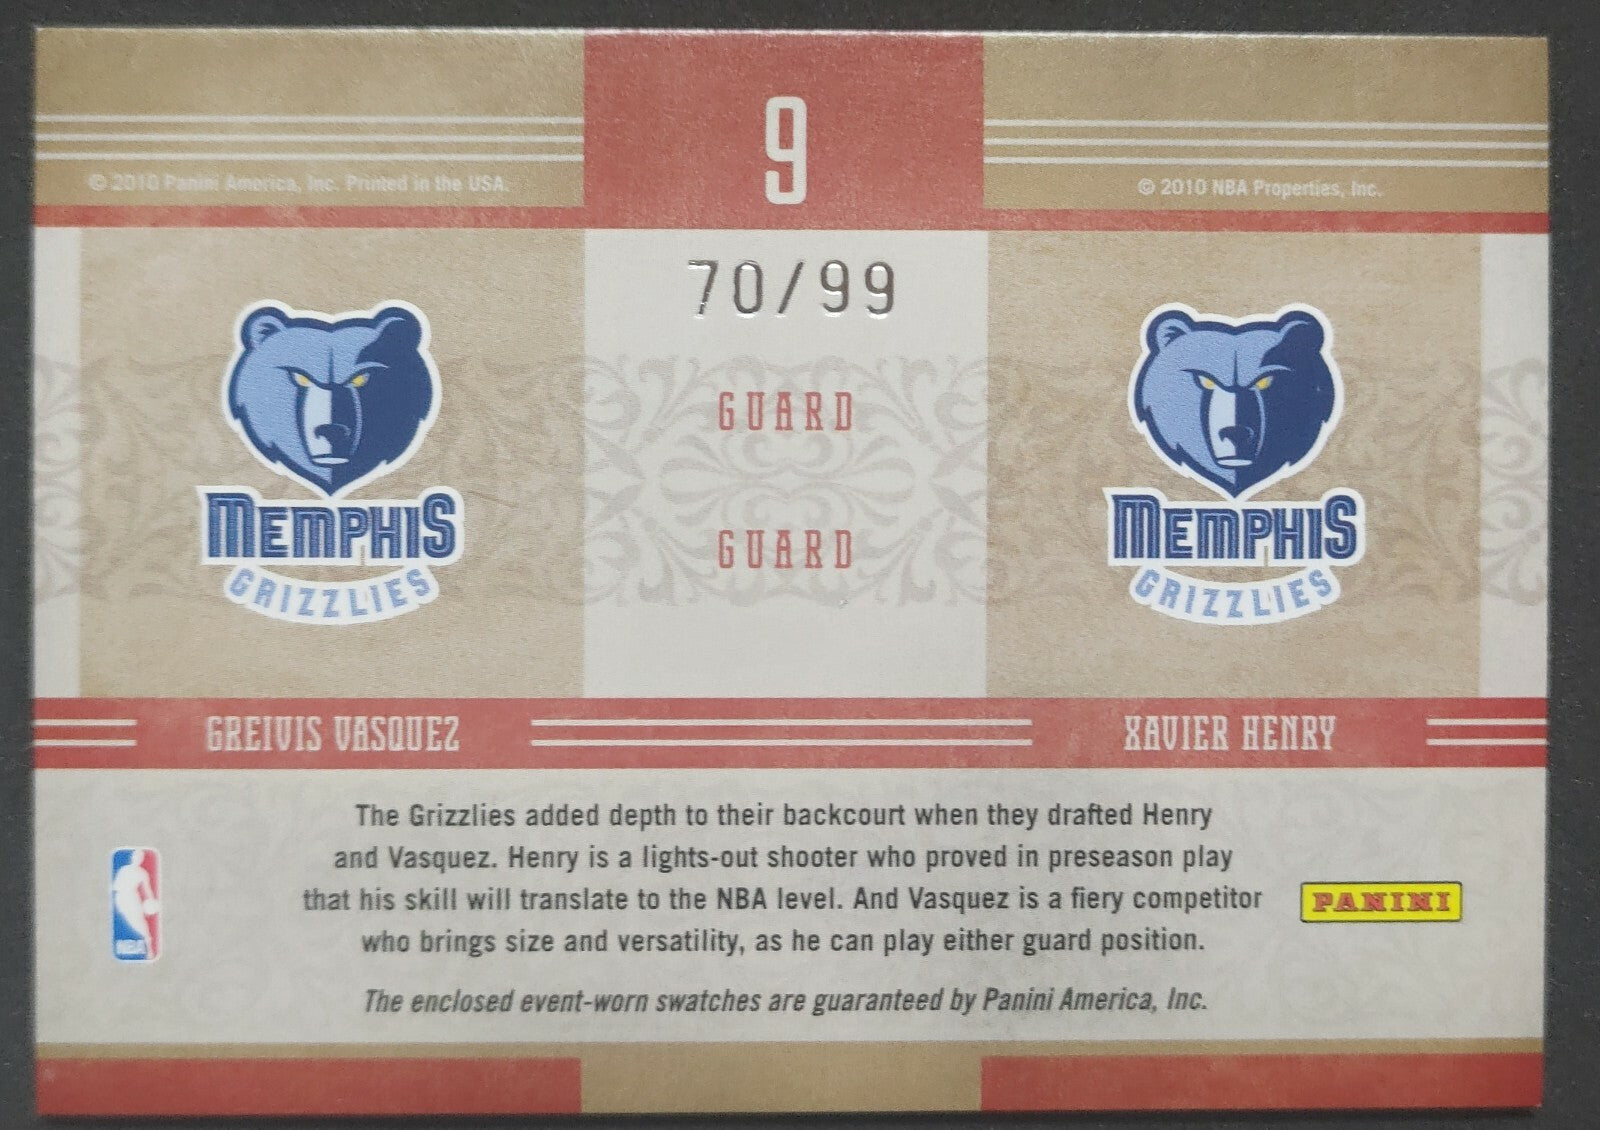 9
© 2010 Panini America, Inc. Printed in the USA.
© 2010 NBA Properties, Inc.
70/99
GUARD
GUARD
MEMPHIS
GRIZZLIES
MEMPHIS
GRIZZLIES
GREIVIS VASQUEZ
XAVIER HENRY
The Grizzlies added depth to their backcourt when they drafted Henry
and Vasquez. Henry is a lights-out shooter who proved in preseason play
that his skill will translate to the NBA level. And Vasquez is a fiery competitor
who brings size and versatility, as he can play either guard position.
The enclosed event-worn swatches are guaranteed by Panini America, Inc.
NBA
PANINI